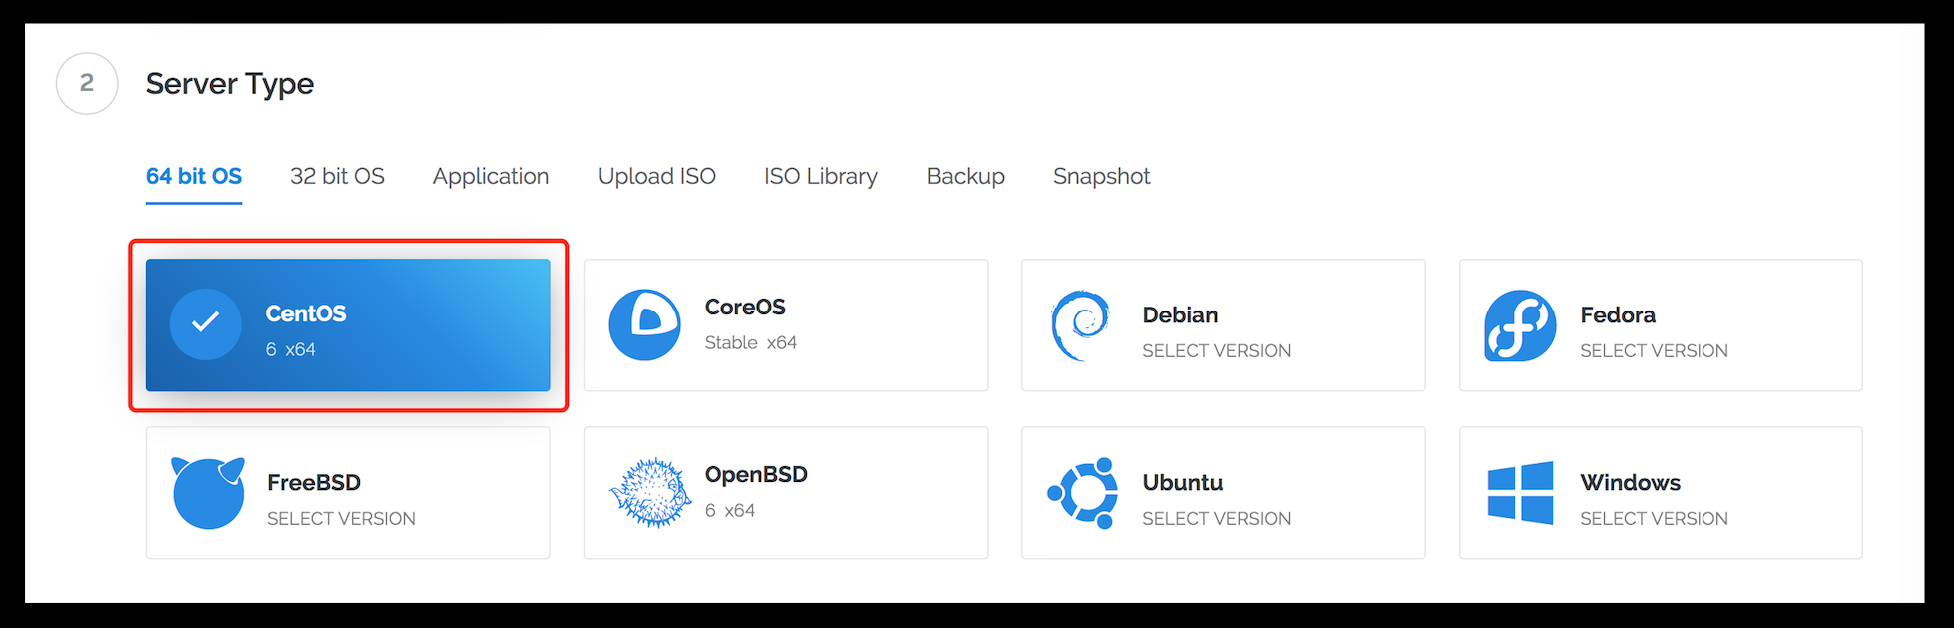 2
Server Type
64 bit OS
32 bit OS
Application
Upload ISO
ISO Library
Backup
Snapshot
CentOS
6 x64
CoreOS
Stable x64
Debian
SELECT VERSION
Fedora
SELECT VERSION
FreeBSD
SELECT VERSION
OpenBSD
6 x64
Ubuntu
SELECT VERSION
Windows
SELECT VERSION